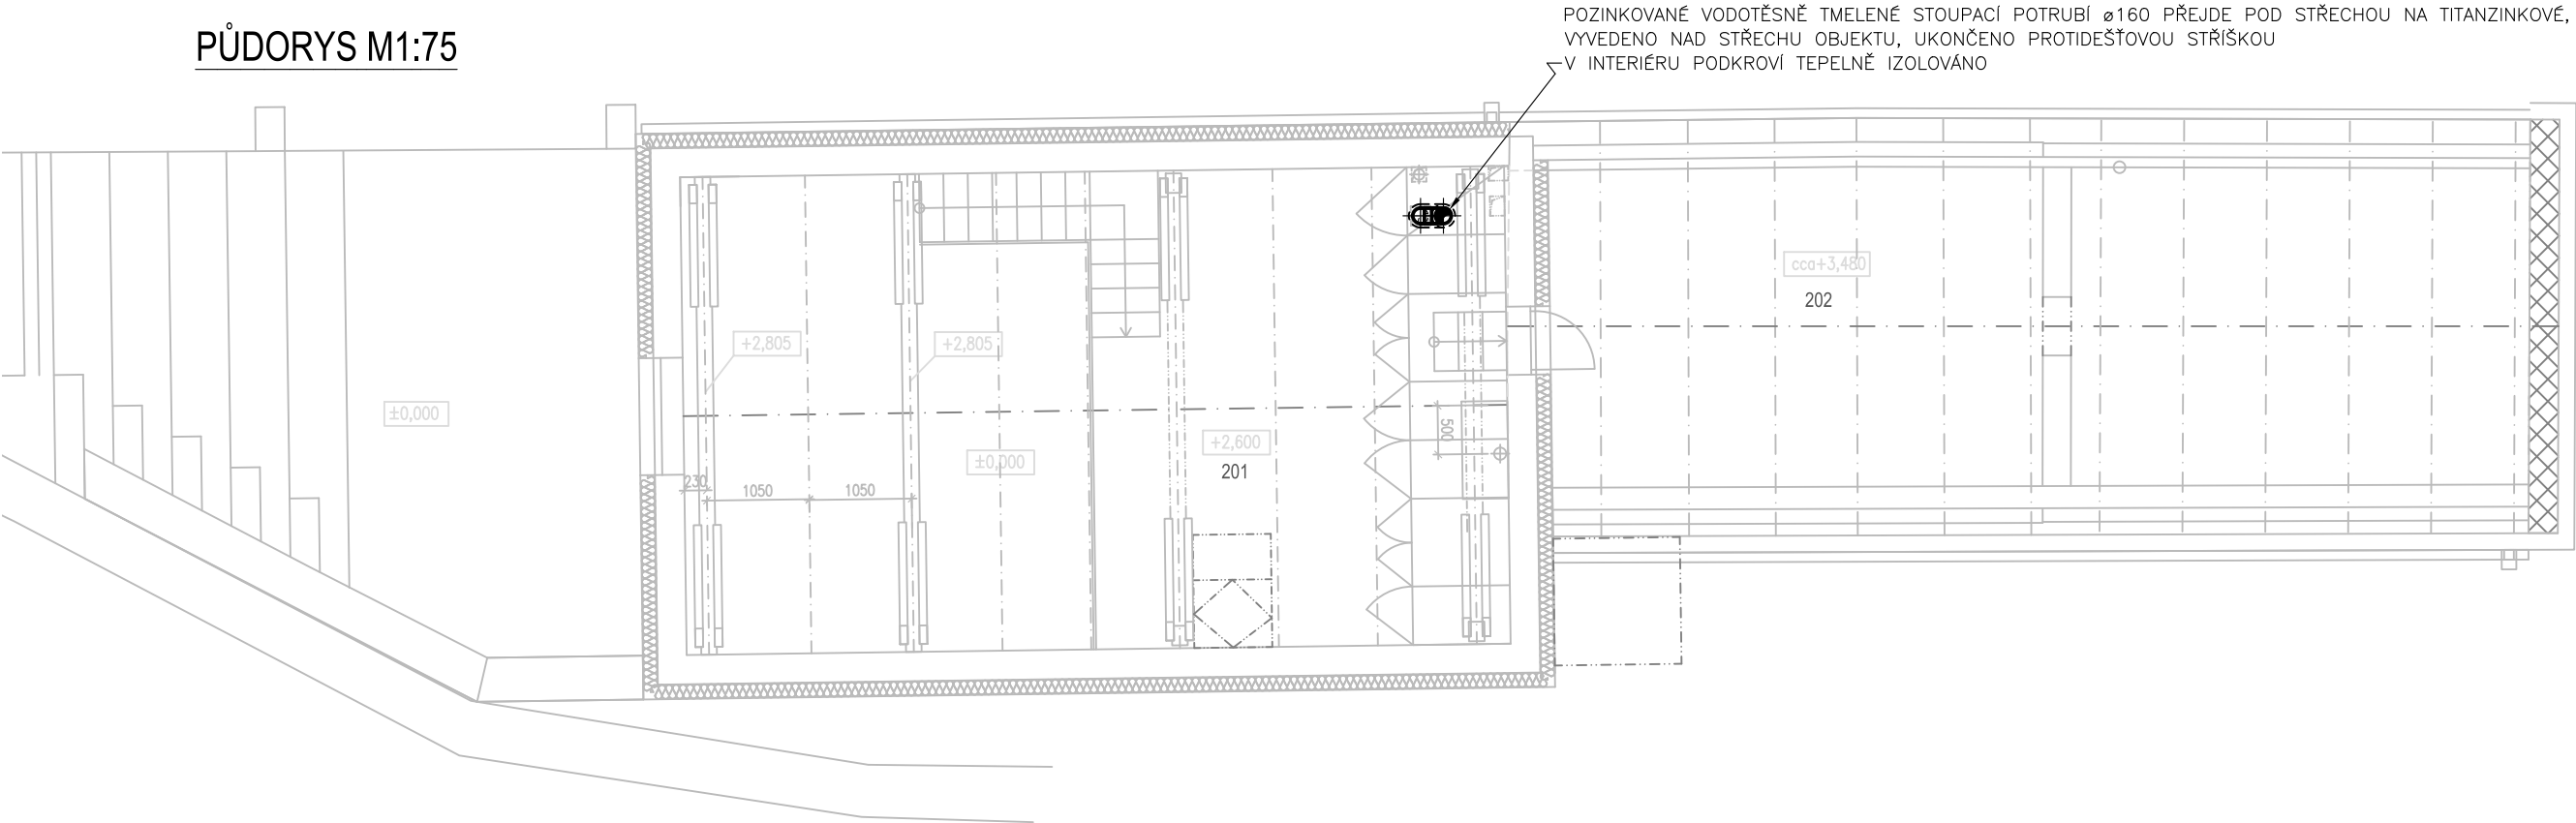 POZINKOVANÉ VODOTĚSNĚ TMELENÉ STOUPACÍ POTRUBÍ ø160 PŘEJDE POD STŘECHOU NA TITANZINKOVÉ,
VYVEDENO NAD STŘECHU OBJEKTU, UKONČENO PROTIDEŠŤOVOU STŘÍŠKOU
V INTERIÉRU PODKROVÍ TEPELNĚ IZOLOVÁNO
PŮDORYS M1:75
cca+3,480
202
+2,805
+2,805
±0,000
+2,600
201
±0,000
500
230
1050
1050